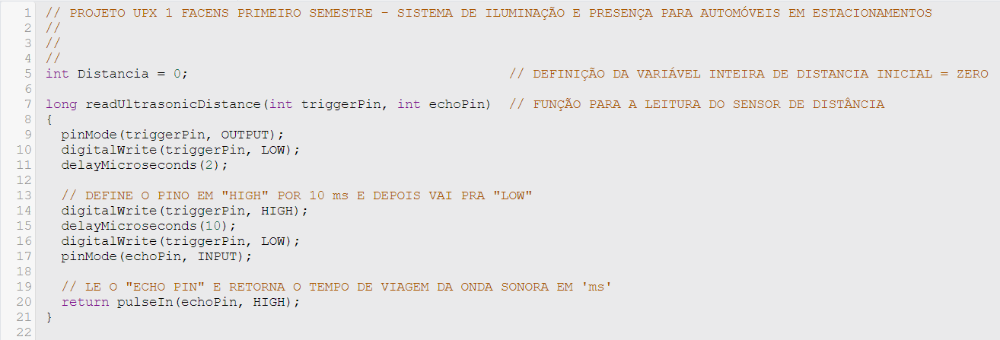 1 // PROJETO UPX 1 FACENS PRIMEIRO SEMESTRE - SISTEMA DE ILUMINAÇÃO E PRESENÇA PARA AUTOMÓVEIS EM ESTACIONAMENTOS
2 //
3 //
4 //
5 int Distancia = 0; // DEFINIÇÃO DA VARIÁVEL INTEIRA DE DISTANCIA INICIAL = ZERO
6
7 long readUltrasonicDistance(int triggerPin, int echoPin) // FUNÇÃO PARA A LEITURA DO SENSOR DE DISTÂNCIA
8 {
9 pinMode(triggerPin, OUTPUT);
10 digitalWrite(triggerPin, LOW);
11 delayMicroseconds(2);
12
13 // DEFINE O PINO EM "HIGH" POR 10 ms E DEPOIS VAI PRA "LOW"
14 digitalWrite(triggerPin, HIGH);
15 delayMicroseconds(10);
16 digitalWrite(triggerPin, LOW);
17 pinMode(echoPin, INPUT);
18
19 // LE O "ECHO PIN" E RETORNA O TEMPO DE VIAGEM DA ONDA SONORA EM 'ms'
20 return pulseIn(echoPin, HIGH);
21 }
22